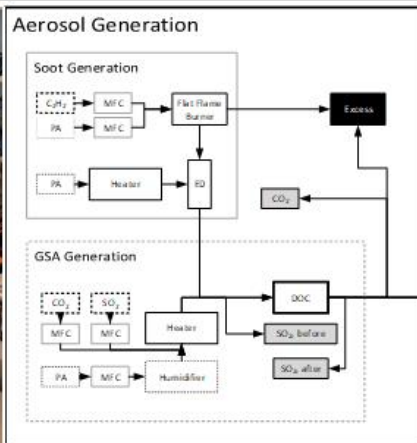 Aerosol Generation
Soot Generation
C₂H₂
MFC
Flat Flame
Burner
Excess
PA
MFC
PA
Heater
ED
CO₂
GSA Generation
CO₂
SO₂
Heater
DOC
MFC
MFC
SO₂ before
PA
MFC
Humidifier
SO₂ after